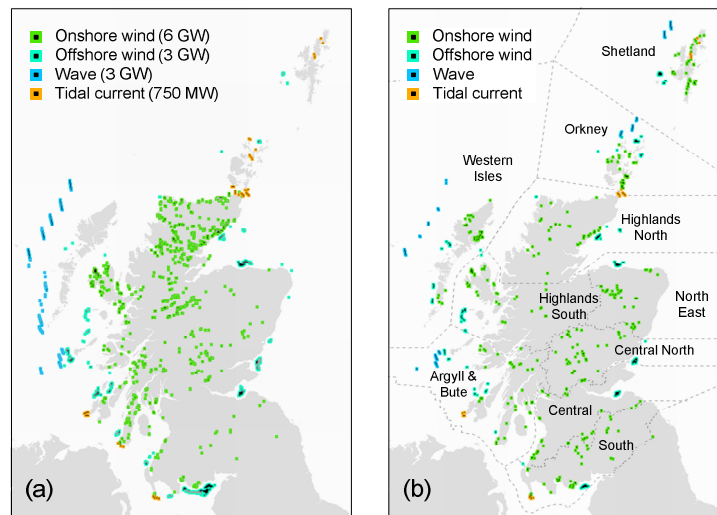 Onshore wind (6 GW)
Offshore wind (3 GW)
Wave (3 GW)
Tidal current (750 MW)
(a)
Onshore wind
Offshore wind
Wave
Tidal current
Shetland
Orkney
Western
Isles
Highlands
North
Highlands
South
North
East
Central North
Argyll &
Bute
Central
South
(b)